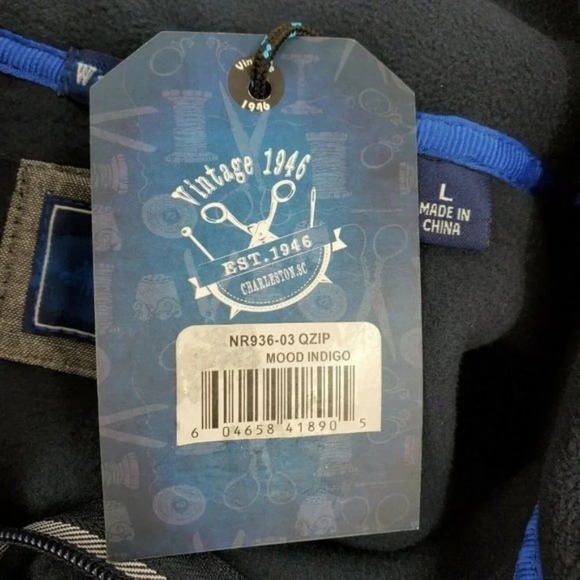 Vintage
1946
Vintage 1946
EST. 1946
CHARLESTON, SC
L
MADE IN
CHINA
NR936-03 QZIP
MOOD INDIGO
6 04658 41890 5